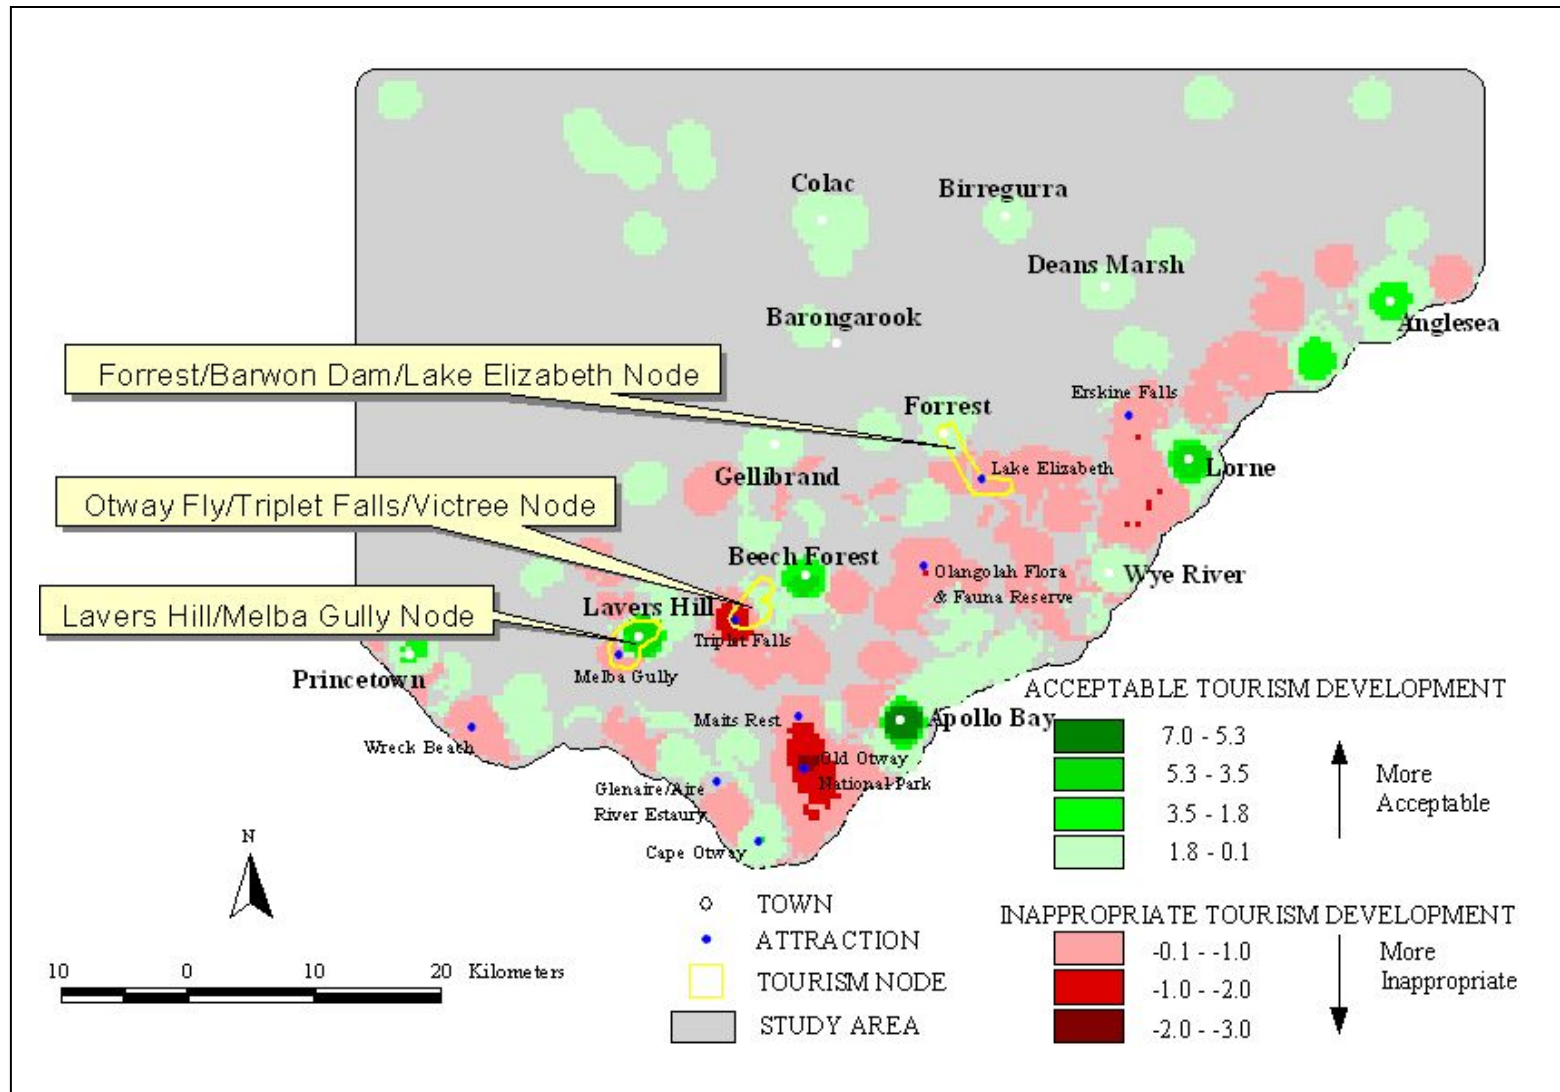 Colac
Birregurra
Deans Marsh
Barongarook
Anglesea
Forrest/Barwon Dam/Lake Elizabeth Node
Erskine Falls
Forrest
Lake Elizabeth
Lorne
Gellibrand
Otway Fly/Triplet Falls/Victree Node
Beech Forest
Olangolah Flora
& Fauna Reserve
Wye River
Lavers Hill/Melba Gully Node
Lavers Hill
Triplet Falls
Melba Gully
Princetown
Maits Rest
Apollo Bay
Wreck Beach
Old Otway
National Park
Glenaire/Aire
River Estaury
Cape Otway
ACCEPTABLE TOURISM DEVELOPMENT
7.0 - 5.3
5.3 - 3.5
3.5 - 1.8
1.8 - 0.1
More
Acceptable
INAPPROPRIATE TOURISM DEVELOPMENT
-0.1 - -1.0
-1.0 - -2.0
-2.0 - -3.0
More
Inappropriate
N
10 0 10 20 Kilometers
TOWN
ATTRACTION
TOURISM NODE
STUDY AREA